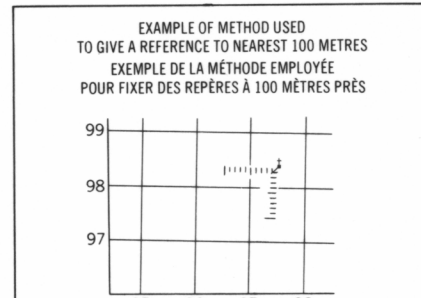 EXAMPLE OF METHOD USED
TO GIVE A REFERENCE TO NEAREST 100 METRES
EXEMPLE DE LA MÉTHODE EMPLOYÉE
POUR FIXER DES REPÈRES À 100 MÈTRES PRÈS
99
98
97